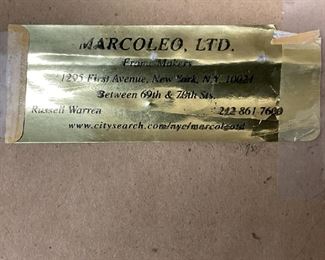 MARCOLEO, LTD.
Frame Makers
1295 First Avenue, New York, N.Y. 10021
Between 69th & 70th Sts.
Russell Warren 212 861 7600
www.citysearch.com/nyc/marcoleoltd